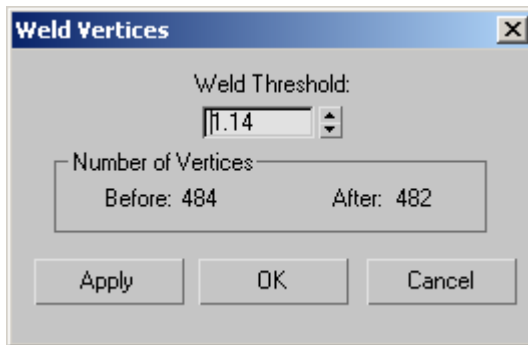 Weld Vertices
Weld Threshold:
1.14
Number of Vertices
Before: 484 After: 482
Apply OK Cancel